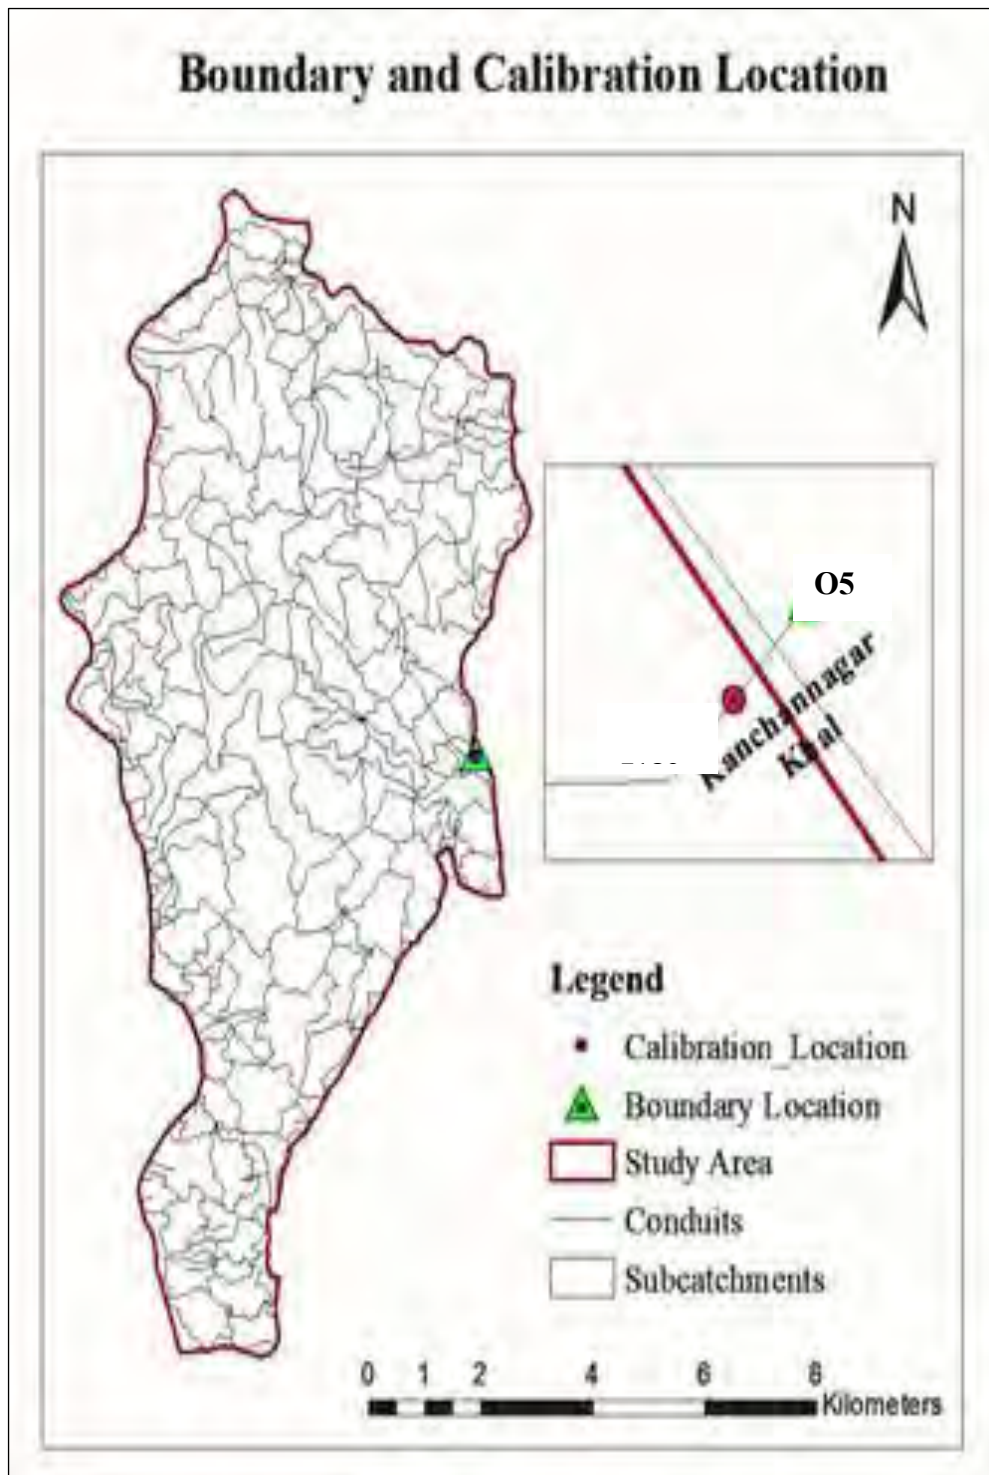 Boundary and Calibration Location
N
O5
Kanchannagar
Khal
Legend
Calibration_Location
Boundary Location
Study Area
Conduits
Subcatchments
0 1 2 4 6 8
Kilometers